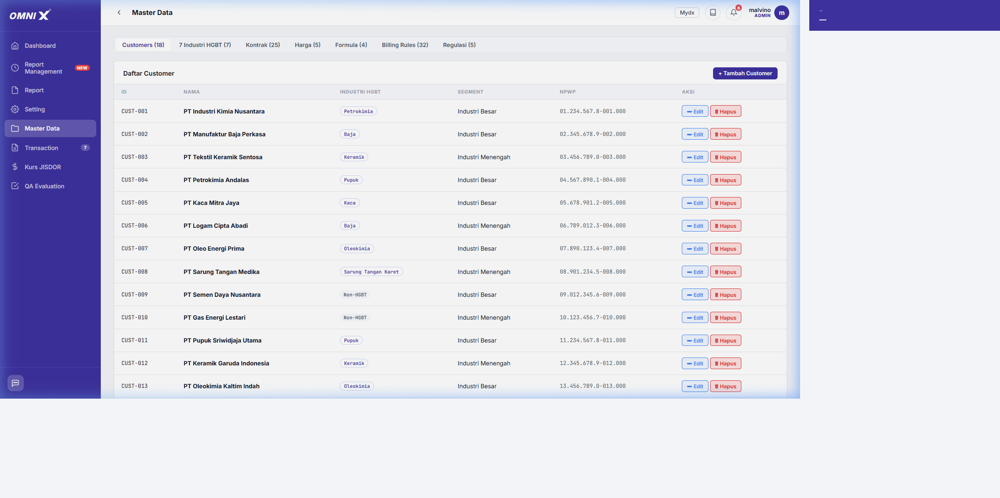 OMNI X
Dashboard
Report Management NEW
Report
Setting
Master Data
Transaction 7
Kurs JISDOR
QA Evaluation
Master Data
Mydx
6
malvino
ADMIN
m
Customers (18) 7 Industri HGBT (7) Kontrak (25) Harga (5) Formula (4) Billing Rules (32) Regulasi (5)
Daftar Customer
+ Tambah Customer
ID NAMA INDUSTRI HGBT SEGMENT NPWP AKSI
CUST-001 PT Industri Kimia Nusantara Petrokimia Industri Besar 01.234.567.8-001.000 Edit Hapus
CUST-002 PT Manufaktur Baja Perkasa Baja Industri Besar 02.345.678.9-002.000 Edit Hapus
CUST-003 PT Tekstil Keramik Sentosa Keramik Industri Menengah 03.456.789.0-003.000 Edit Hapus
CUST-004 PT Petrokimia Andalas Pupuk Industri Besar 04.567.890.1-004.000 Edit Hapus
CUST-005 PT Kaca Mitra Jaya Kaca Industri Besar 05.678.901.2-005.000 Edit Hapus
CUST-006 PT Logam Cipta Abadi Baja Industri Menengah 06.789.012.3-006.000 Edit Hapus
CUST-007 PT Oleo Energi Prima Oleokimia Industri Besar 07.890.123.4-007.000 Edit Hapus
CUST-008 PT Sarung Tangan Medika Sarung Tangan Karet Industri Menengah 08.901.234.5-008.000 Edit Hapus
CUST-009 PT Semen Daya Nusantara Non-HGBT Industri Besar 09.012.345.6-009.000 Edit Hapus
CUST-010 PT Gas Energi Lestari Non-HGBT Industri Menengah 10.123.456.7-010.000 Edit Hapus
CUST-011 PT Pupuk Sriwidjaja Utama Pupuk Industri Besar 11.234.567.8-011.000 Edit Hapus
CUST-012 PT Keramik Garuda Indonesia Keramik Industri Menengah 12.345.678.9-012.000 Edit Hapus
CUST-013 PT Oleokimia Kaltim Indah Oleokimia Industri Besar 13.456.789.0-013.000 Edit Hapus
–
—